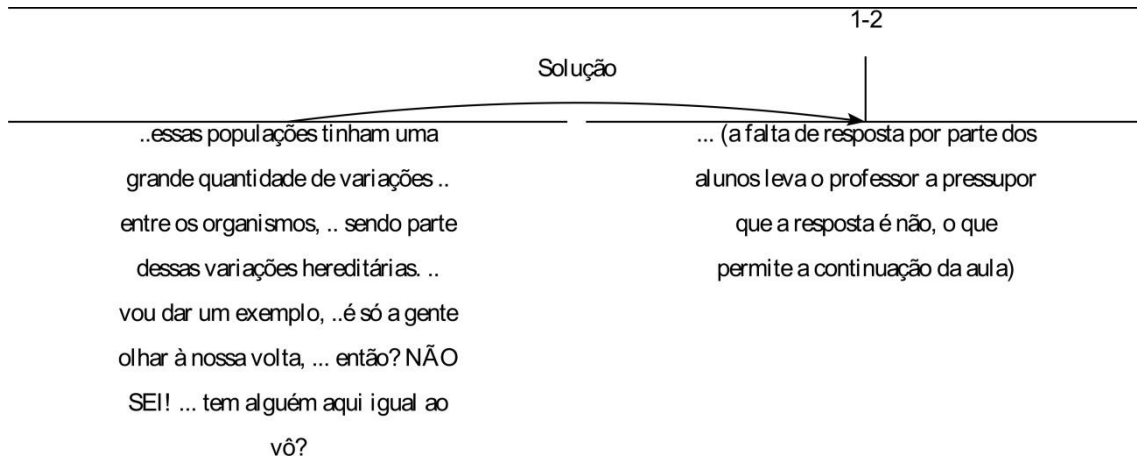 1-2
Solução
..essas populações tinham uma
grande quantidade de variações ..
entre os organismos, .. sendo parte
dessas variações hereditárias. ..
vou dar um exemplo, ..é só a gente
olhar à nossa volta, ... então? NÃO
SEI! ... tem alguém aqui igual ao
vô?
... (a falta de resposta por parte dos
alunos leva o professor a pressupor
que a resposta é não, o que
permite a continuação da aula)